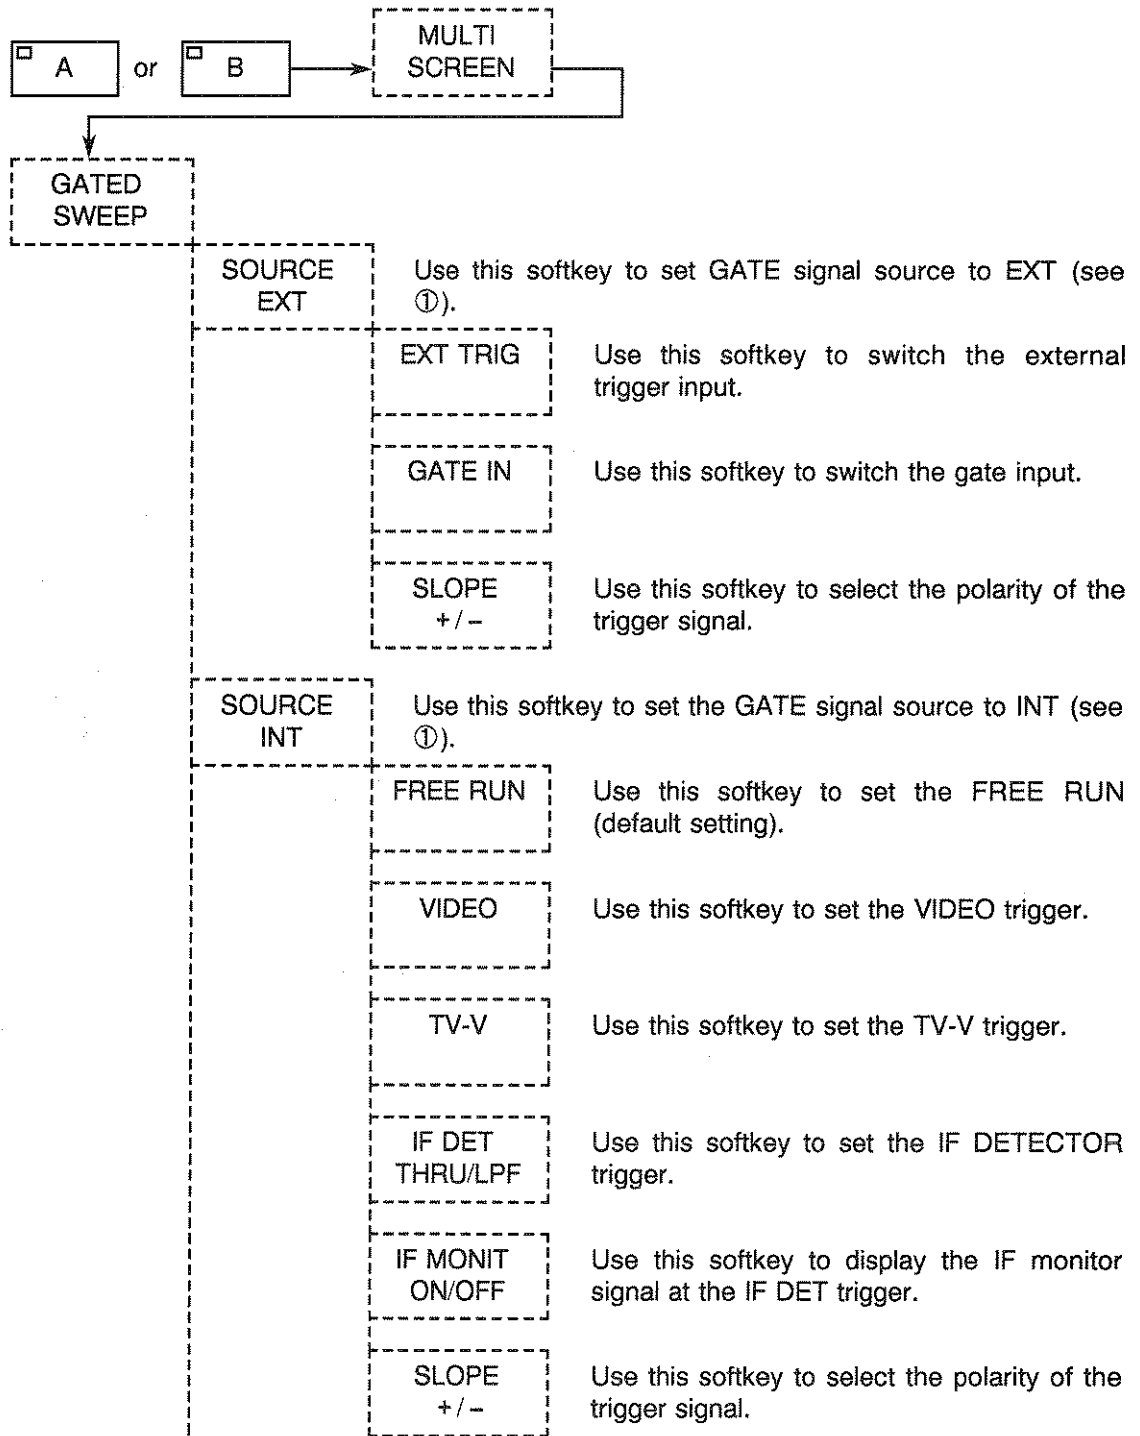 A or B MULTI
SCREEN
GATED
SWEEP
SOURCE
EXT
Use this softkey to set GATE signal source to EXT (see
①).
EXT TRIG
Use this softkey to switch the external
trigger input.
GATE IN
Use this softkey to switch the gate input.
SLOPE
+/−
Use this softkey to select the polarity of the
trigger signal.
SOURCE
INT
Use this softkey to set the GATE signal source to INT (see
①).
FREE RUN
Use this softkey to set the FREE RUN
(default setting).
VIDEO
Use this softkey to set the VIDEO trigger.
TV-V
Use this softkey to set the TV-V trigger.
IF DET
THRU/LPF
Use this softkey to set the IF DETECTOR
trigger.
IF MONIT
ON/OFF
Use this softkey to display the IF monitor
signal at the IF DET trigger.
SLOPE
+/−
Use this softkey to select the polarity of the
trigger signal.